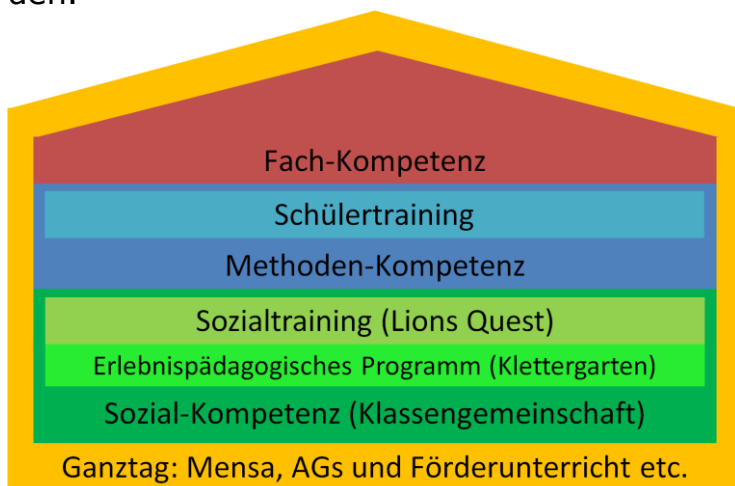 den.
Fach-Kompetenz
Schülertraining
Methoden-Kompetenz
Sozialtraining (Lions Quest)
Erlebnispädagogisches Programm (Klettergarten)
Sozial-Kompetenz (Klassengemeinschaft)
Ganztag: Mensa, AGs und Förderunterricht etc.